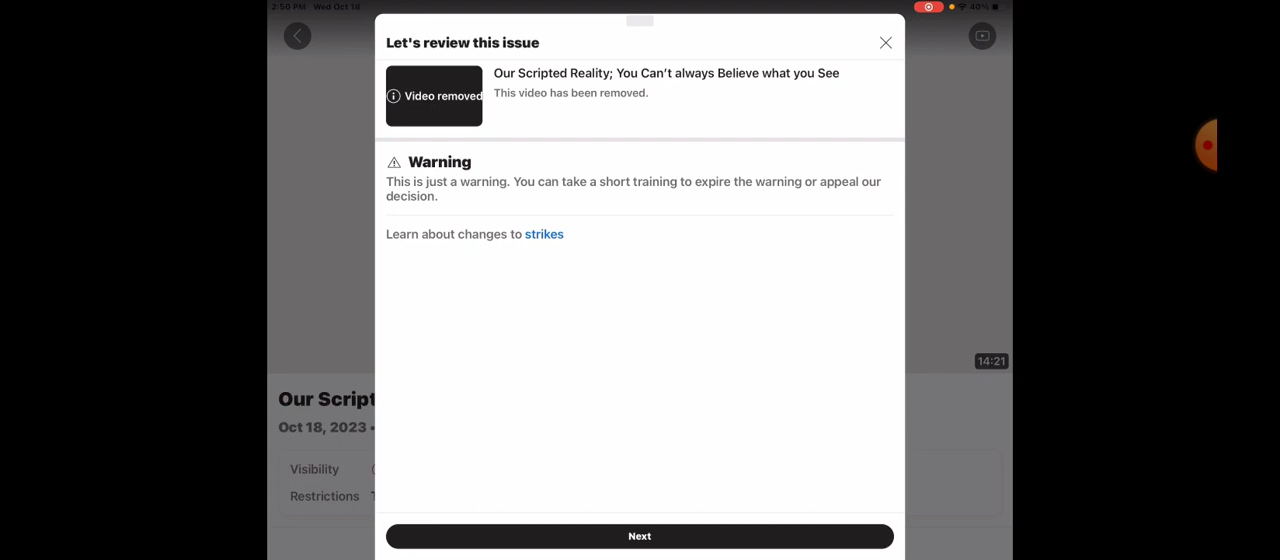 2:50 PM Wed Oct 18
40%
Let's review this issue
Video removed
Our Scripted Reality; You Can't always Believe what you See
This video has been removed.
Warning
This is just a warning. You can take a short training to expire the warning or appeal our
decision.
Learn about changes to strikes
14:21
Our Script
Oct 18, 2023 •
Visibility
Restrictions T
Next